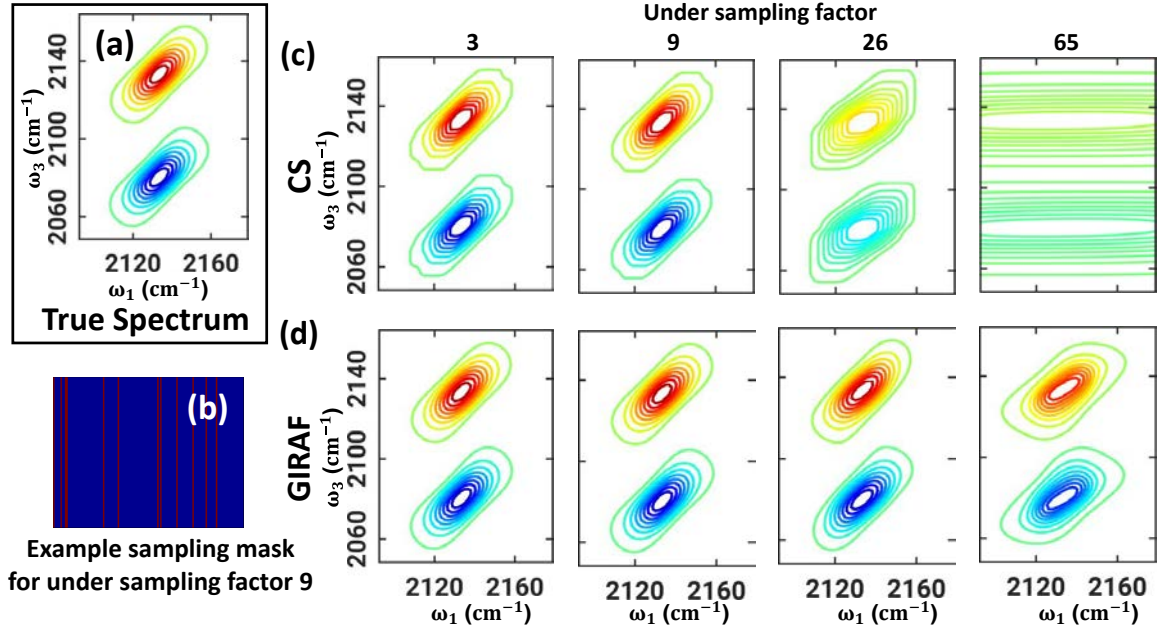 (a)
2140
2100
2060
ω₃ (cm⁻¹)
2120 2160
ω₁ (cm⁻¹)
True Spectrum
(b)
Example sampling mask
for under sampling factor 9
Under sampling factor
3 9 26 65
(c)
CS
ω₃ (cm⁻¹)
2140
2100
2060
(d)
GIRAF
ω₃ (cm⁻¹)
2140
2100
2060
2120 2160 2120 2160 2120 2160 2120 2160
ω₁ (cm⁻¹) ω₁ (cm⁻¹) ω₁ (cm⁻¹) ω₁ (cm⁻¹)